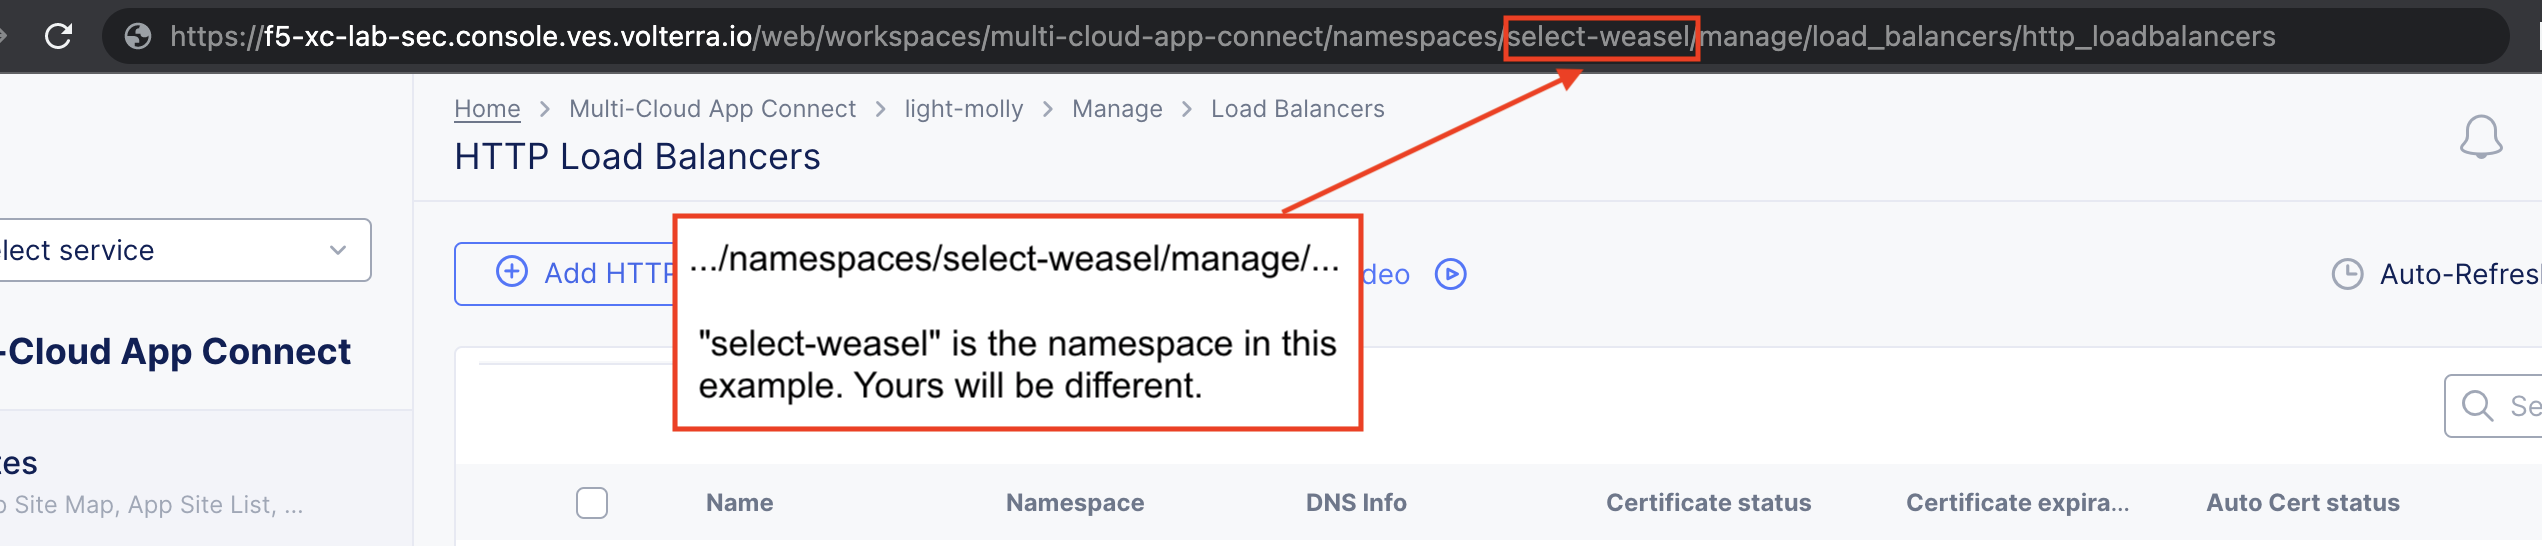 https://f5-xc-lab-sec.console.ves.volterra.io/web/workspaces/multi-cloud-app-connect/namespaces/select-weasel/manage/load_balancers/http_loadbalancers
Home > Multi-Cloud App Connect > light-molly > Manage > Load Balancers
HTTP Load Balancers
lect service
Add HTTP
.../namespaces/select-weasel/manage/...
"select-weasel" is the namespace in this
example. Yours will be different.
deo
Auto-Refres
-Cloud App Connect
Se
tes
Site Map, App Site List, ...
Name Namespace DNS Info Certificate status Certificate expira... Auto Cert status